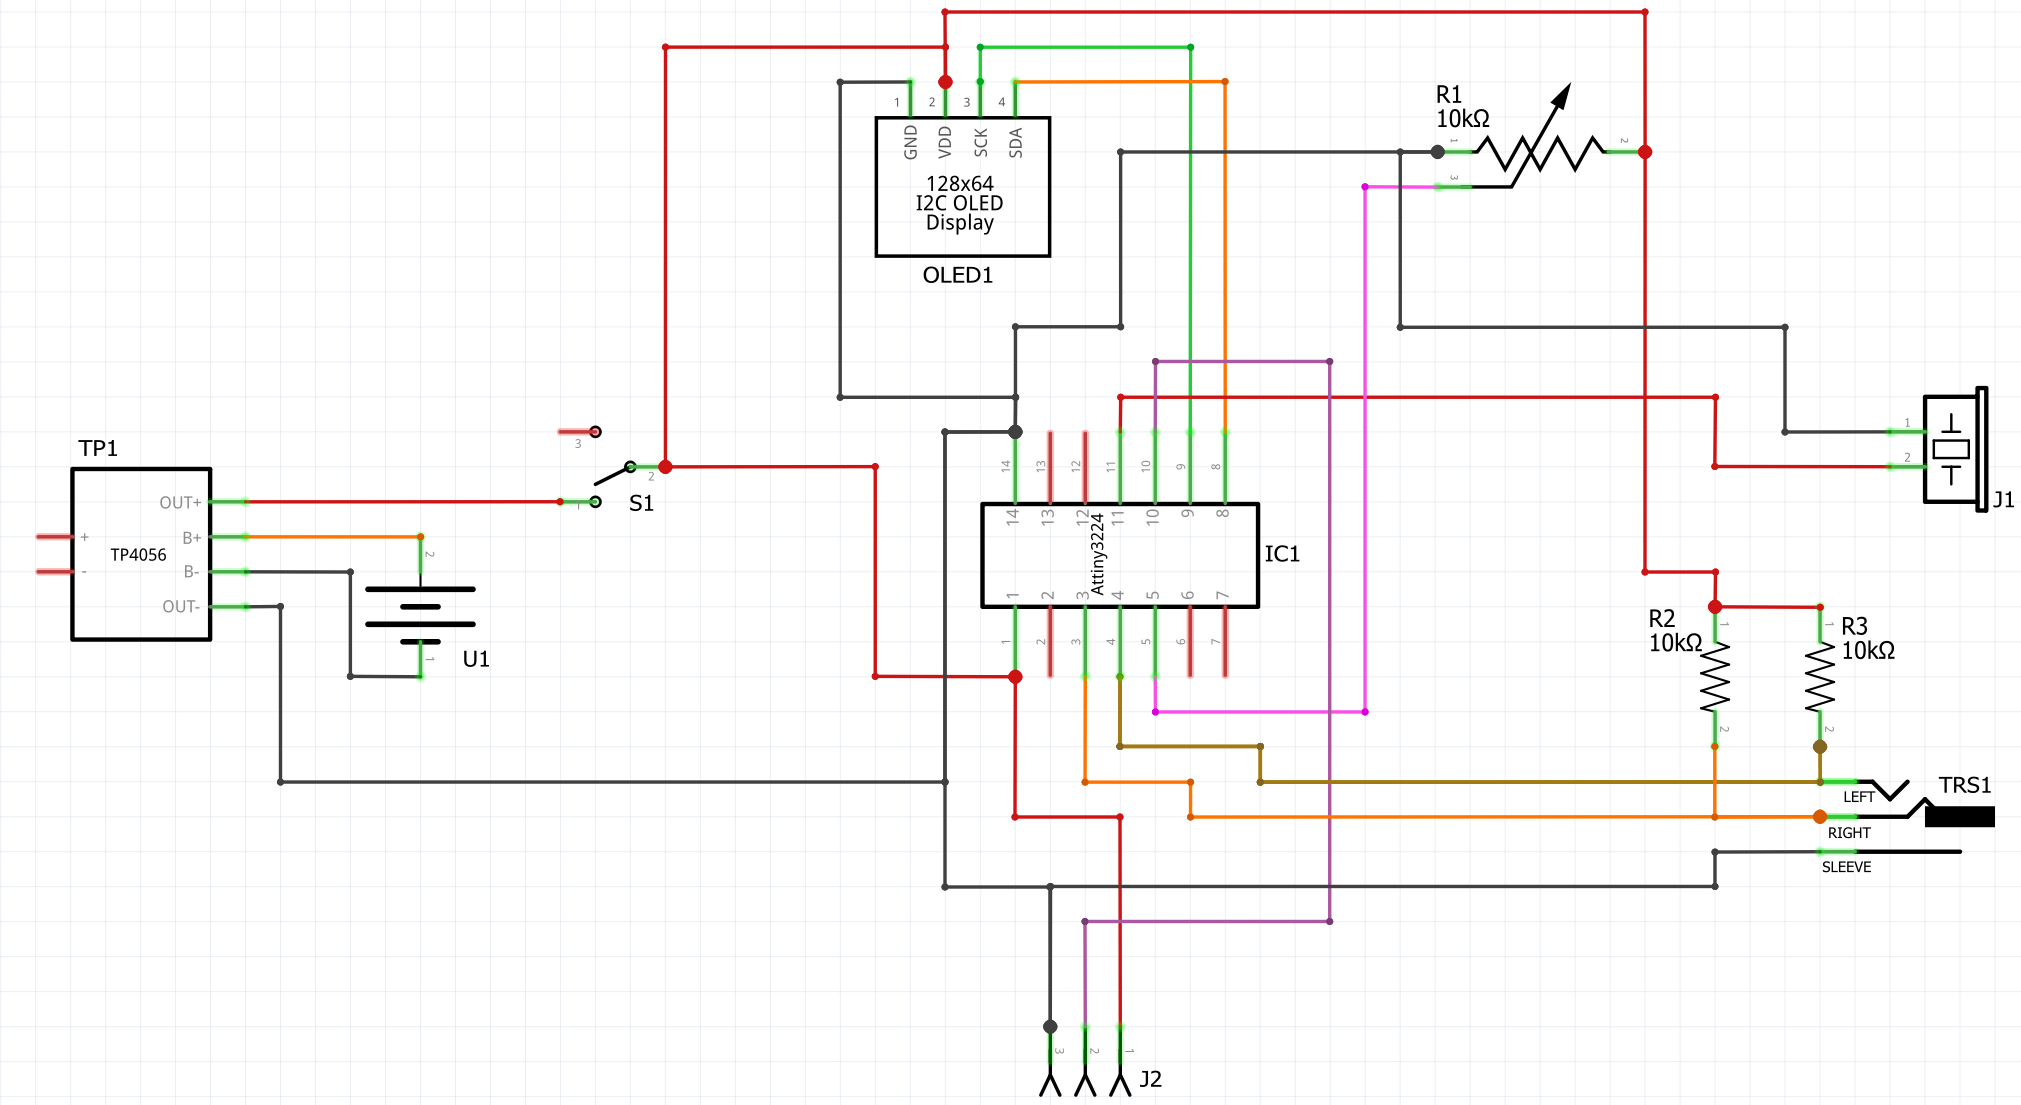 1
2
3
4
GND
VDD
SCK
SDA
128x64
I2C OLED
Display
OLED1
R1
10kΩ
1
2
3
TP1
OUT+
B+
B-
OUT-
+
-
TP4056
2
1
U1
3
2
1
S1
14
13
12
11
10
9
8
14
13
12
11
10
9
8
Attiny3224
IC1
1
2
3
4
5
6
7
1
2
3
4
5
6
7
1
2
J1
R2
10kΩ
1
2
R3
10kΩ
1
2
TRS1
LEFT
RIGHT
SLEEVE
3
2
1
J2